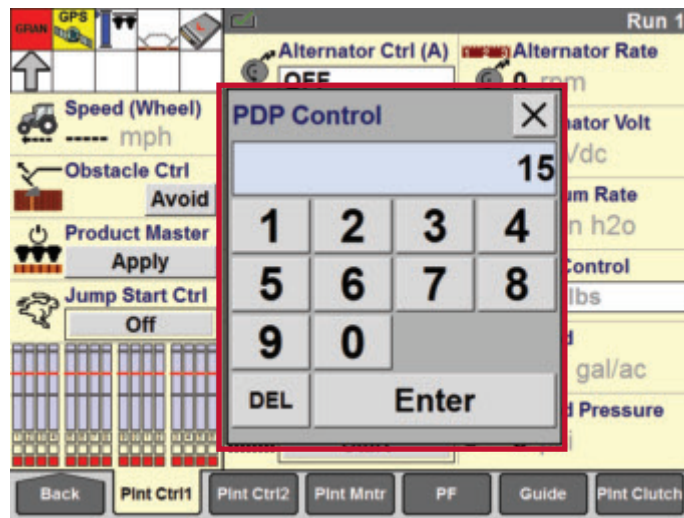 GRAN
GPS
Run 1
Alternator Ctrl (A)
OFF
Alternator Rate
0 rpm
Speed (Wheel)
----- mph
Obstacle Ctrl
Avoid
Product Master
Apply
Jump Start Ctrl
Off
PDP Control
X
15
1 2 3 4
5 6 7 8
9 0
DEL Enter
nator Volt
Vdc
um Rate
n h2o
Control
lbs
gal/ac
d Pressure
Back
Plnt Ctrl1
Plnt Ctrl2
Plnt Mntr
PF
Guide
Plnt Clutch